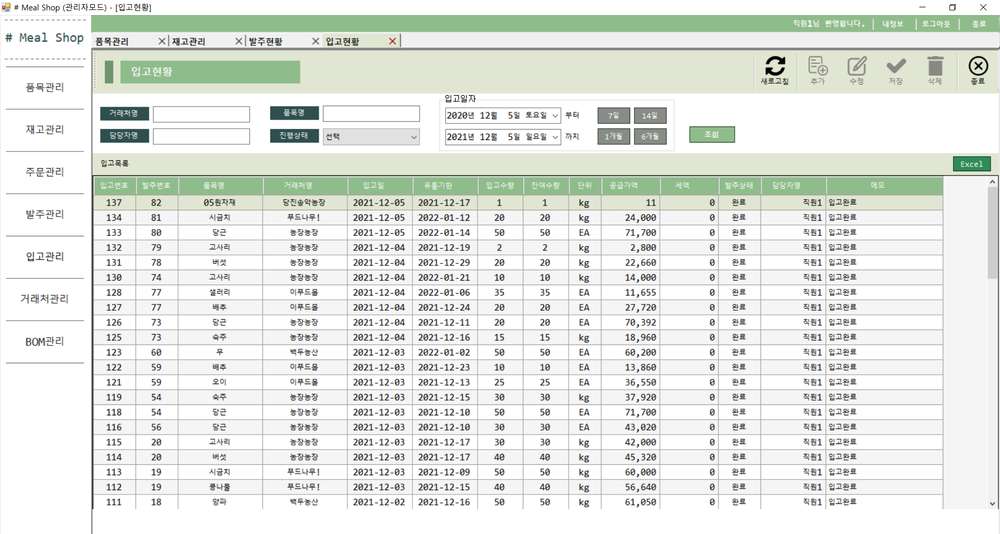 # Meal Shop (관리자모드) - [입고현황]
직원1님 환영합니다. 내정보 로그아웃 종료
# Meal Shop
품목관리 재고관리 발주현황 입고현황
입고현황
새로고침 추가 수정 저장 삭제 종료
품목관리
재고관리
주문관리
발주관리
입고관리
거래처관리
BOM관리
입고일자
거래처명 품목명 2020년 12월 5일 토요일 부터 7일 14일
담당자명 진행상태 선택 2021년 12월 5일 일요일 까지 1개월 6개월 조회
입고목록 Excel
입고번호 발주번호 품목명 거래처명 입고일 유통기한 입고수량 잔여수량 단위 공급가액 세액 발주상태 담당자명 메모
137 82 05원자재 당진송악농장 2021-12-05 2021-12-17 1 1 kg 11 0 완료 직원1 입고완료
134 81 시금치 푸드나무! 2021-12-05 2022-01-12 20 20 kg 24,000 0 완료 직원1 입고완료
133 80 당근 농장농장 2021-12-05 2022-01-14 50 50 EA 71,700 0 완료 직원1 입고완료
132 79 고사리 농장농장 2021-12-04 2021-12-19 2 2 kg 2,800 0 완료 직원1 입고완료
131 78 버섯 농장농장 2021-12-04 2021-12-29 20 20 kg 22,660 0 완료 직원1 입고완료
130 74 고사리 농장농장 2021-12-04 2022-01-21 10 10 kg 14,000 0 완료 직원1 입고완료
128 77 샐러리 이푸드몰 2021-12-04 2022-01-06 35 35 EA 11,655 0 완료 직원1 입고완료
127 77 배추 이푸드몰 2021-12-04 2021-12-24 20 20 EA 27,720 0 완료 직원1 입고완료
126 73 당근 농장농장 2021-12-04 2021-12-11 20 20 EA 70,392 0 완료 직원1 입고완료
125 73 숙주 농장농장 2021-12-04 2021-12-16 15 15 kg 18,960 0 완료 직원1 입고완료
123 60 무 백두농산 2021-12-03 2022-01-02 50 50 EA 60,200 0 완료 직원1 입고완료
122 59 배추 이푸드몰 2021-12-03 2021-12-23 10 10 EA 13,860 0 완료 직원1 입고완료
121 59 오이 이푸드몰 2021-12-03 2021-12-13 25 25 EA 36,550 0 완료 직원1 입고완료
119 54 숙주 농장농장 2021-12-03 2021-12-15 30 30 kg 37,920 0 완료 직원1 입고완료
118 54 당근 농장농장 2021-12-03 2021-12-10 50 50 EA 71,700 0 완료 직원1 입고완료
116 56 당근 농장농장 2021-12-03 2021-12-10 30 30 EA 43,020 0 완료 직원1 입고완료
115 20 고사리 농장농장 2021-12-03 2021-12-17 30 30 kg 42,000 0 완료 직원1 입고완료
114 20 버섯 농장농장 2021-12-03 2021-12-17 40 40 kg 45,320 0 완료 직원1 입고완료
113 19 시금치 푸드나무! 2021-12-03 2021-12-09 50 50 kg 60,000 0 완료 직원1 입고완료
112 19 콩나물 푸드나무! 2021-12-03 2021-12-15 40 40 kg 56,640 0 완료 직원1 입고완료
111 18 양파 백두농산 2021-12-02 2021-12-16 50 50 kg 61,050 0 완료 직원1 입고완료